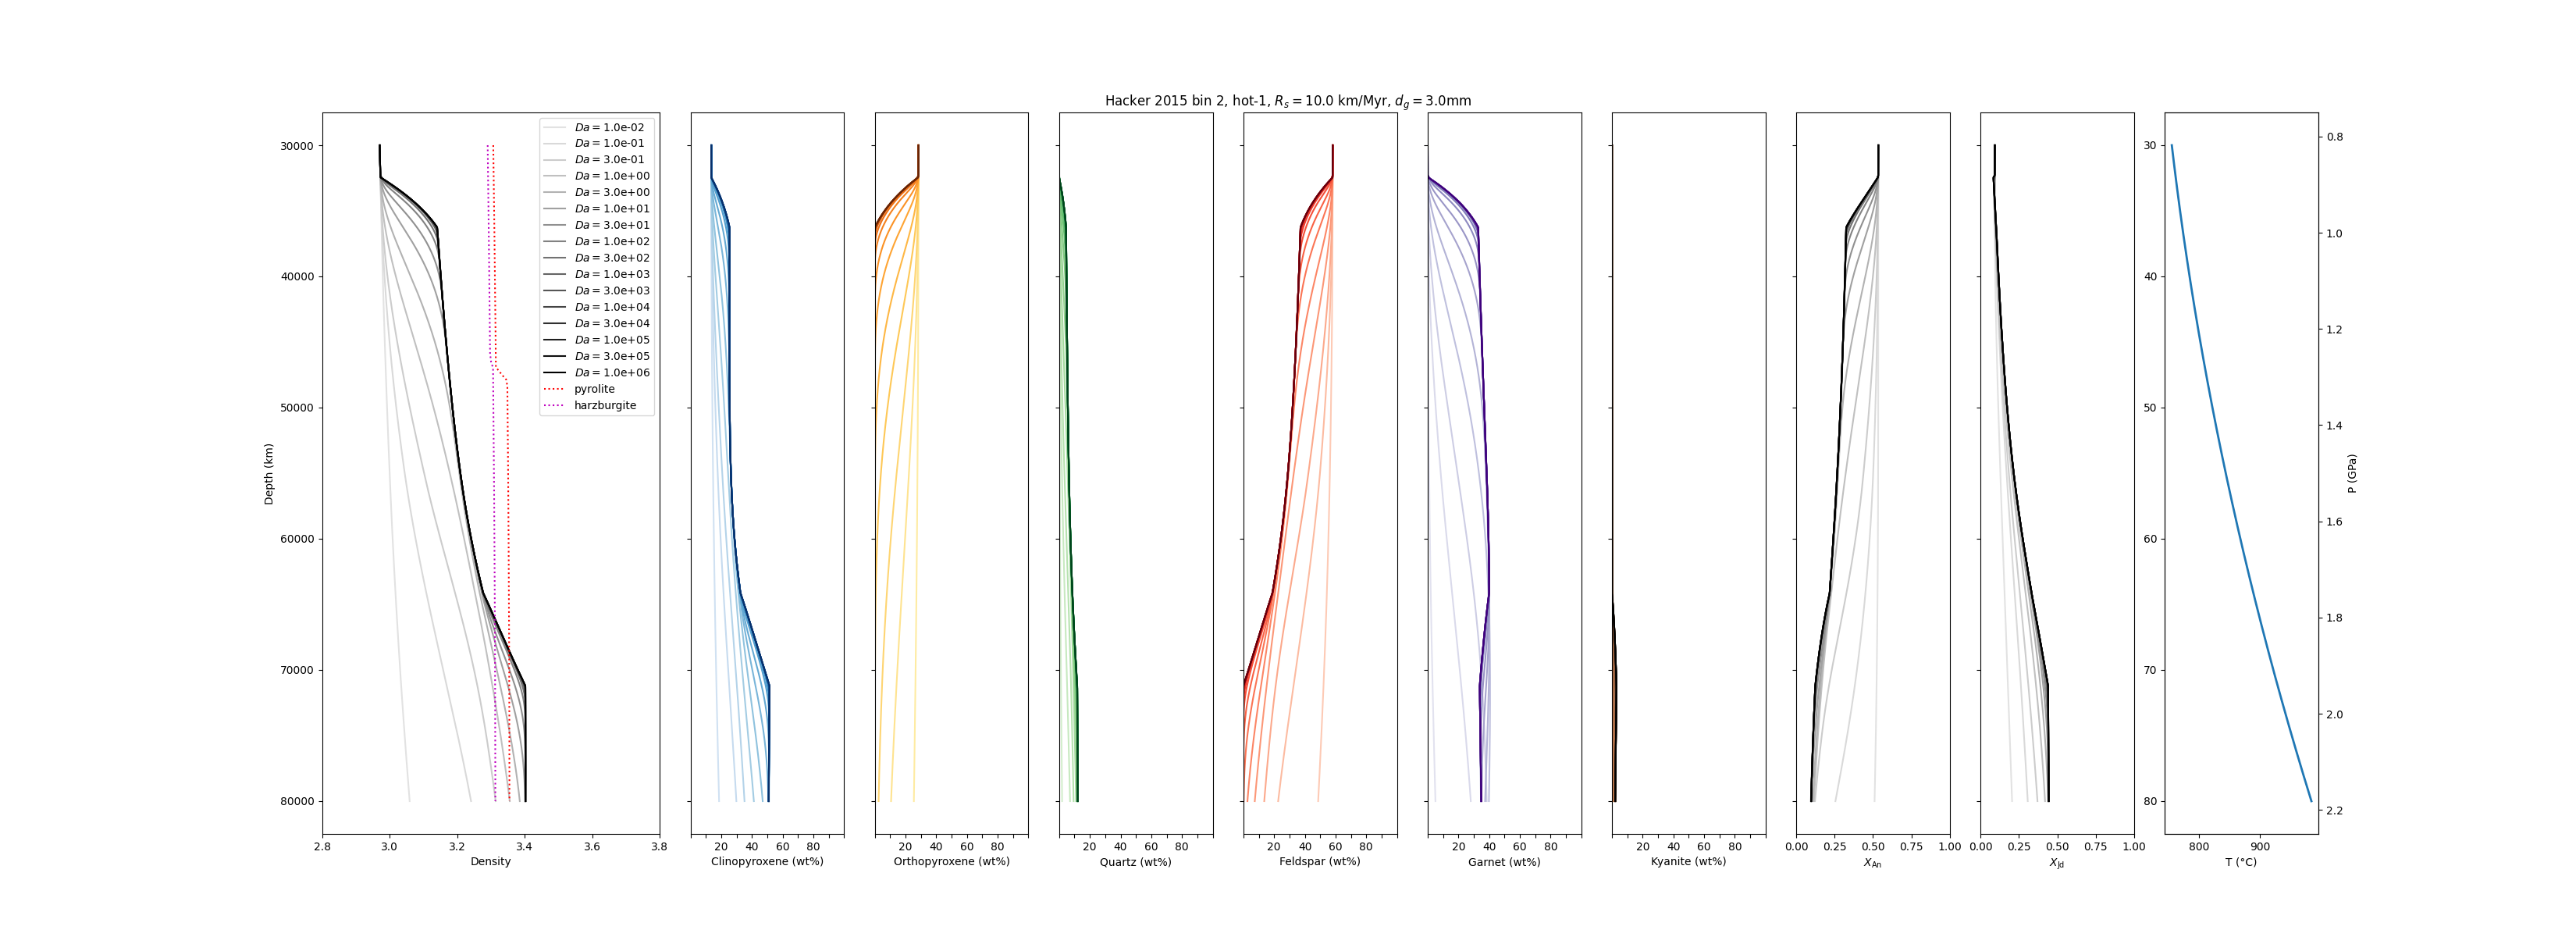 Hacker 2015 bin 2, hot-1, R_s = 10.0 km/Myr, d_g = 3.0mm
Da = 1.0e-02
Da = 1.0e-01
Da = 3.0e-01
Da = 1.0e+00
Da = 3.0e+00
Da = 1.0e+01
Da = 3.0e+01
Da = 1.0e+02
Da = 3.0e+02
Da = 1.0e+03
Da = 3.0e+03
Da = 1.0e+04
Da = 3.0e+04
Da = 1.0e+05
Da = 3.0e+05
Da = 1.0e+06
pyrolite
harzburgite
Depth (km)
30000
40000
50000
60000
70000
80000
2.8 3.0 3.2 3.4 3.6 3.8
Density
20 40 60 80
Clinopyroxene (wt%)
20 40 60 80
Orthopyroxene (wt%)
20 40 60 80
Quartz (wt%)
20 40 60 80
Feldspar (wt%)
20 40 60 80
Garnet (wt%)
20 40 60 80
Kyanite (wt%)
0.00 0.25 0.50 0.75 1.00
X_An
0.00 0.25 0.50 0.75 1.00
X_Jd
30
40
50
60
70
80
800 900
T (°C)
0.8
1.0
1.2
1.4
1.6
1.8
2.0
2.2
P (GPa)